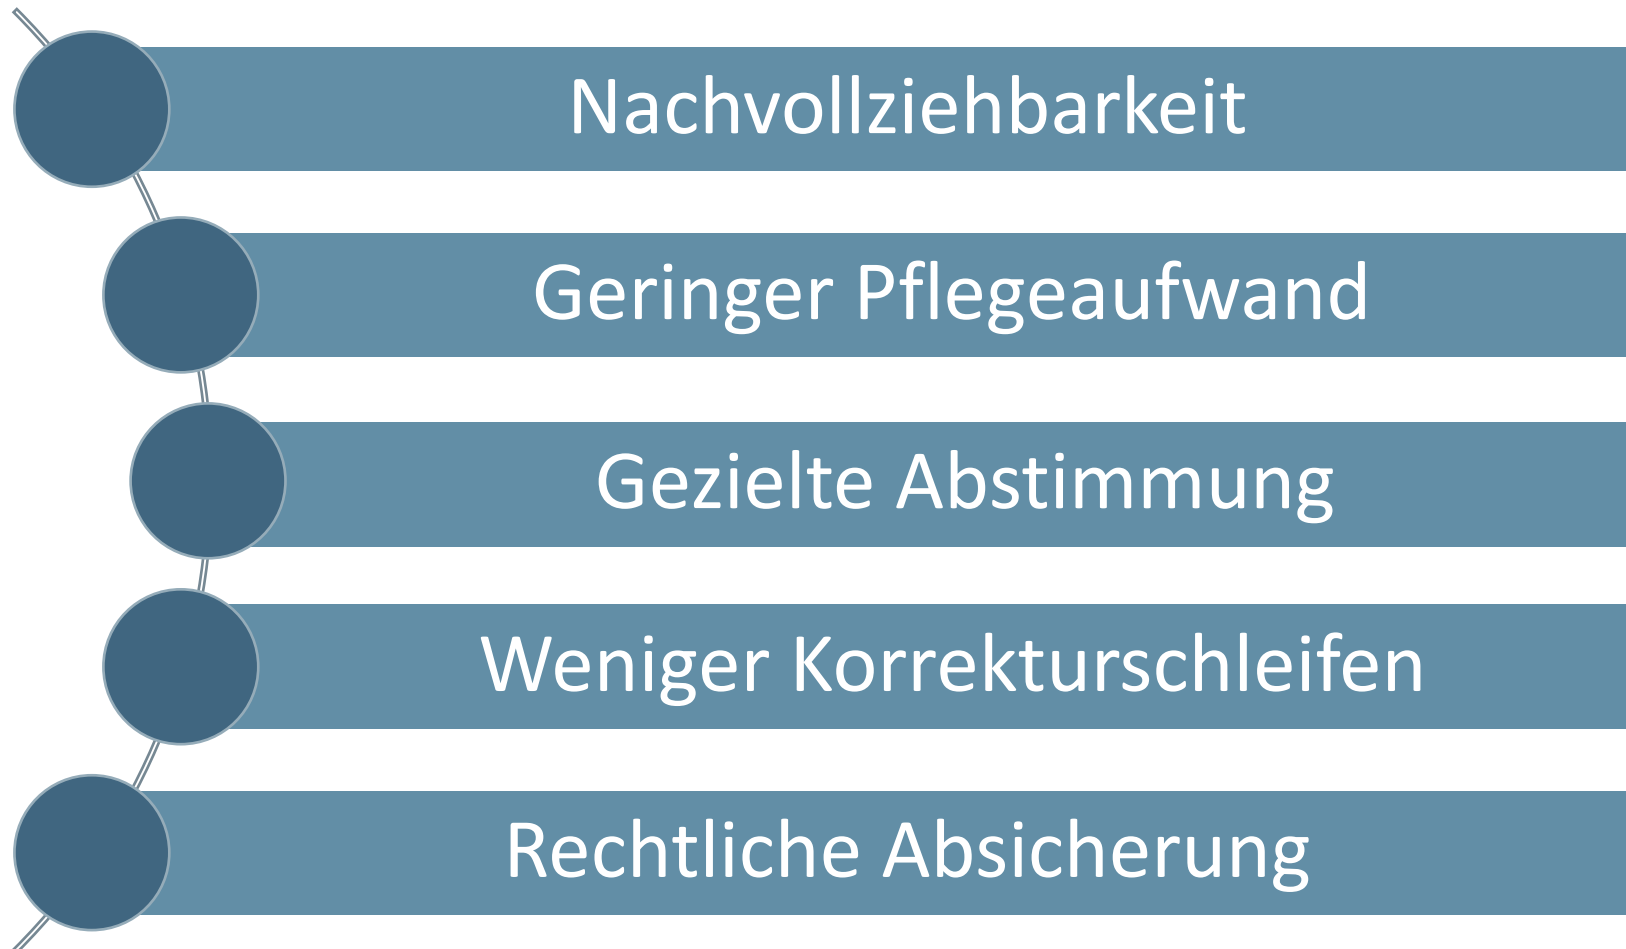 Nachvollziehbarkeit
Geringer Pflegeaufwand
Gezielte Abstimmung
Weniger Korrekturschleifen
Rechtliche Absicherung